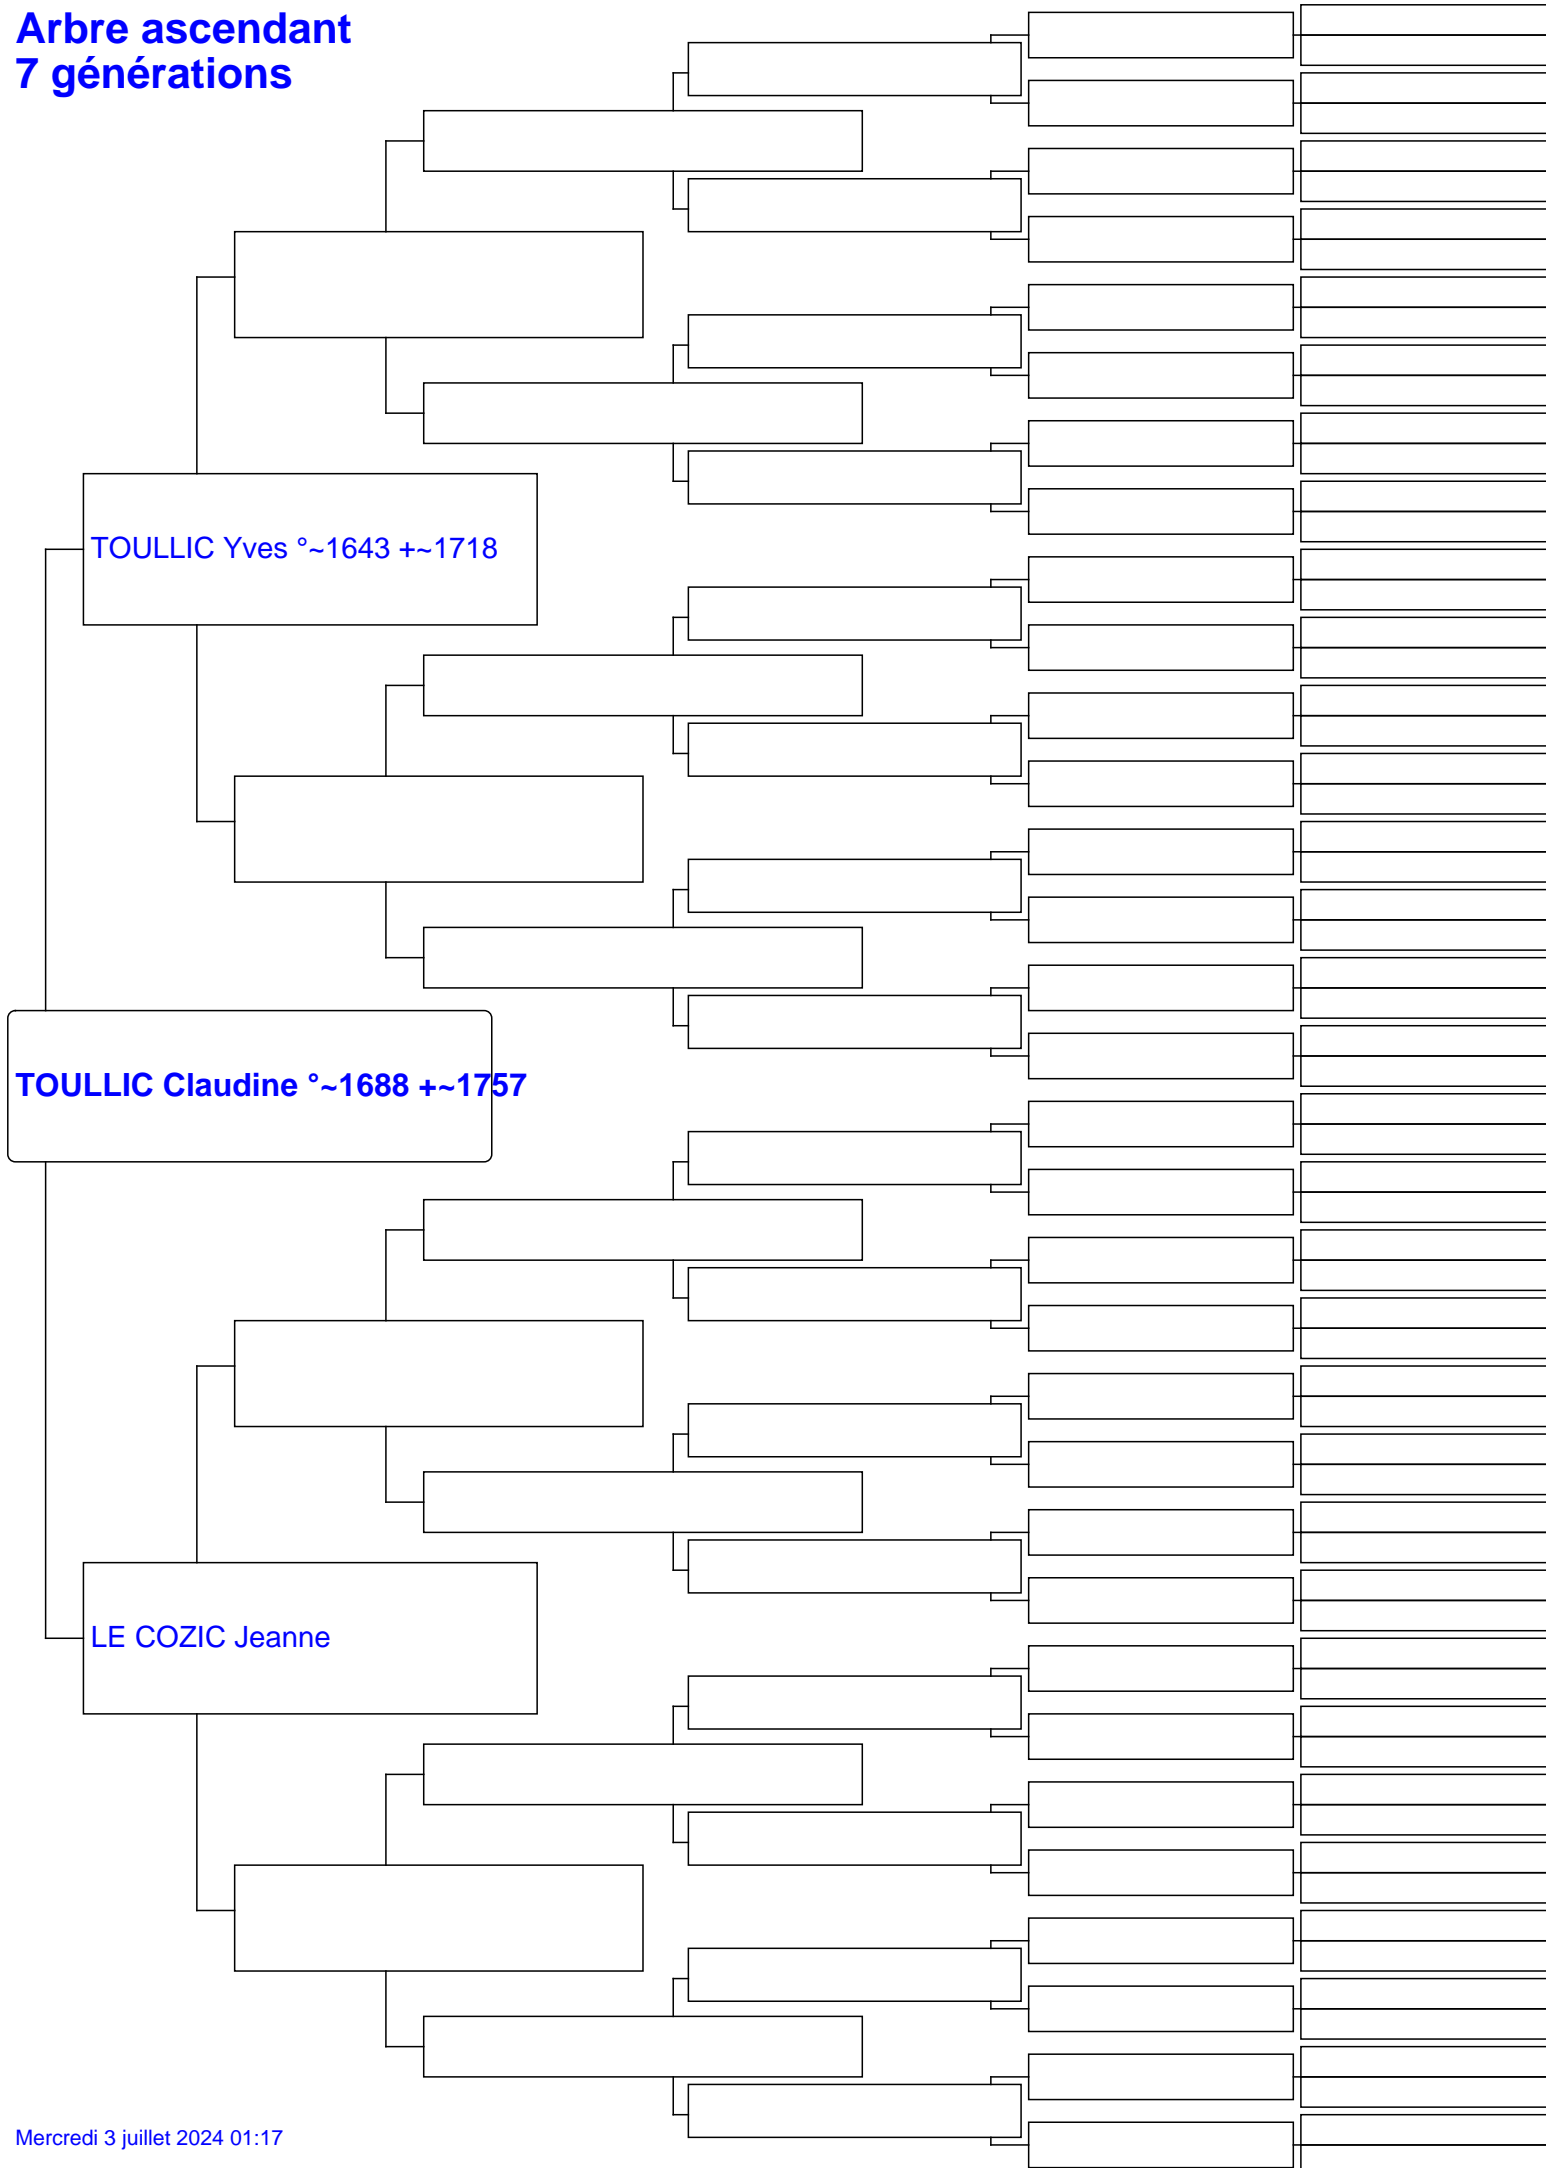 Arbre ascendant
7 générations
TOULLIC Yves °~1643 +~1718
TOULLIC Claudine °~1688 +~1757
LE COZIC Jeanne
Mercredi 3 juillet 2024 01:17